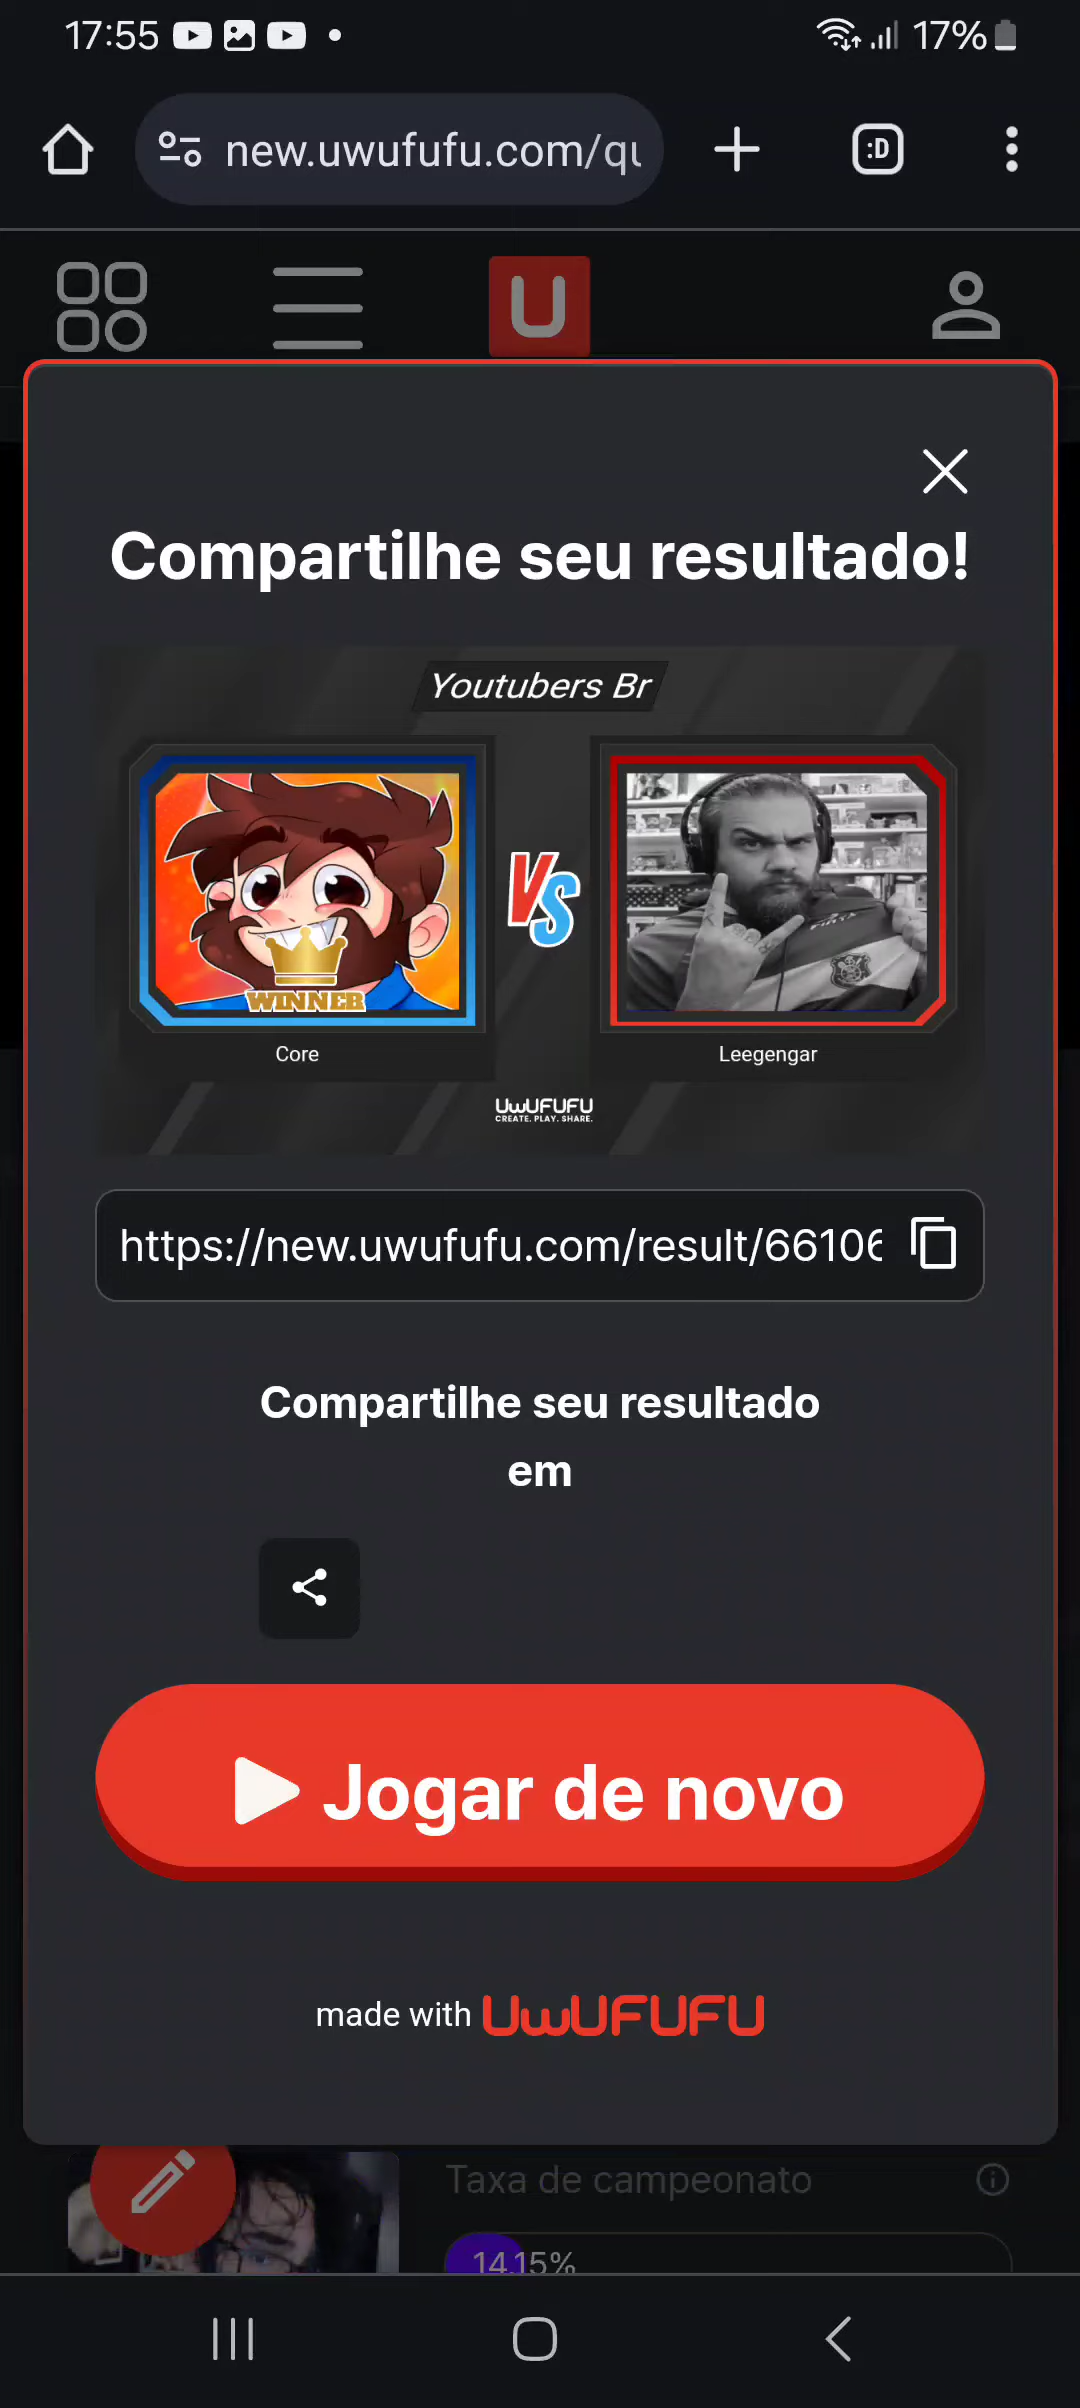 17:55
17%
new.uwufufu.com/qu
:D
U
Compartilhe seu resultado!
Youtubers Br
VS
WINNER
Core
Leegengar
UwUFUFU
CREATE. PLAY. SHARE.
https://new.uwufufu.com/result/66106
Compartilhe seu resultado
em
Jogar de novo
made with UwUFUFU
Taxa de campeonato
14.15%